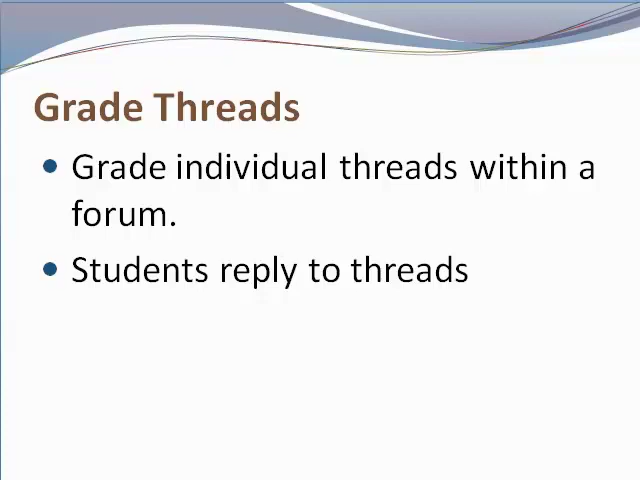 Grade Threads
• Grade individual threads within a
forum.
• Students reply to threads